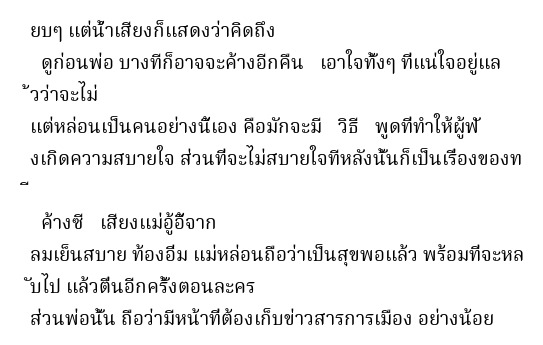 ยบๆ แต่น้ำเสียงก็แสดงว่าคิดถึง
ดูก่อนพ่อ บางทีก็อาจจะค้างอีกคืน   เอาใจทั้งๆ ที่แน่ใจอยู่แล
้วว่าจะไม่
แต่หล่อนเป็นคนอย่างนี้เอง คือมักจะมี   วิธี   พูดที่ทำให้ผู้ฟั
งเกิดความสบายใจ ส่วนที่จะไม่สบายใจทีหลังนั้นก็เป็นเรื่องของท
ี่
ค้างซี   เสียงแม่อู้อี้จาก
ลมเย็นสบาย ท้องอิ่ม แม่หล่อนถือว่าเป็นสุขพอแล้ว พร้อมที่จะหล
ับไป แล้วตื่นอีกครั้งตอนละคร
ส่วนพ่อนั้น ถือว่ามีหน้าที่ต้องเก็บข่าวสารการเมือง อย่างน้อย